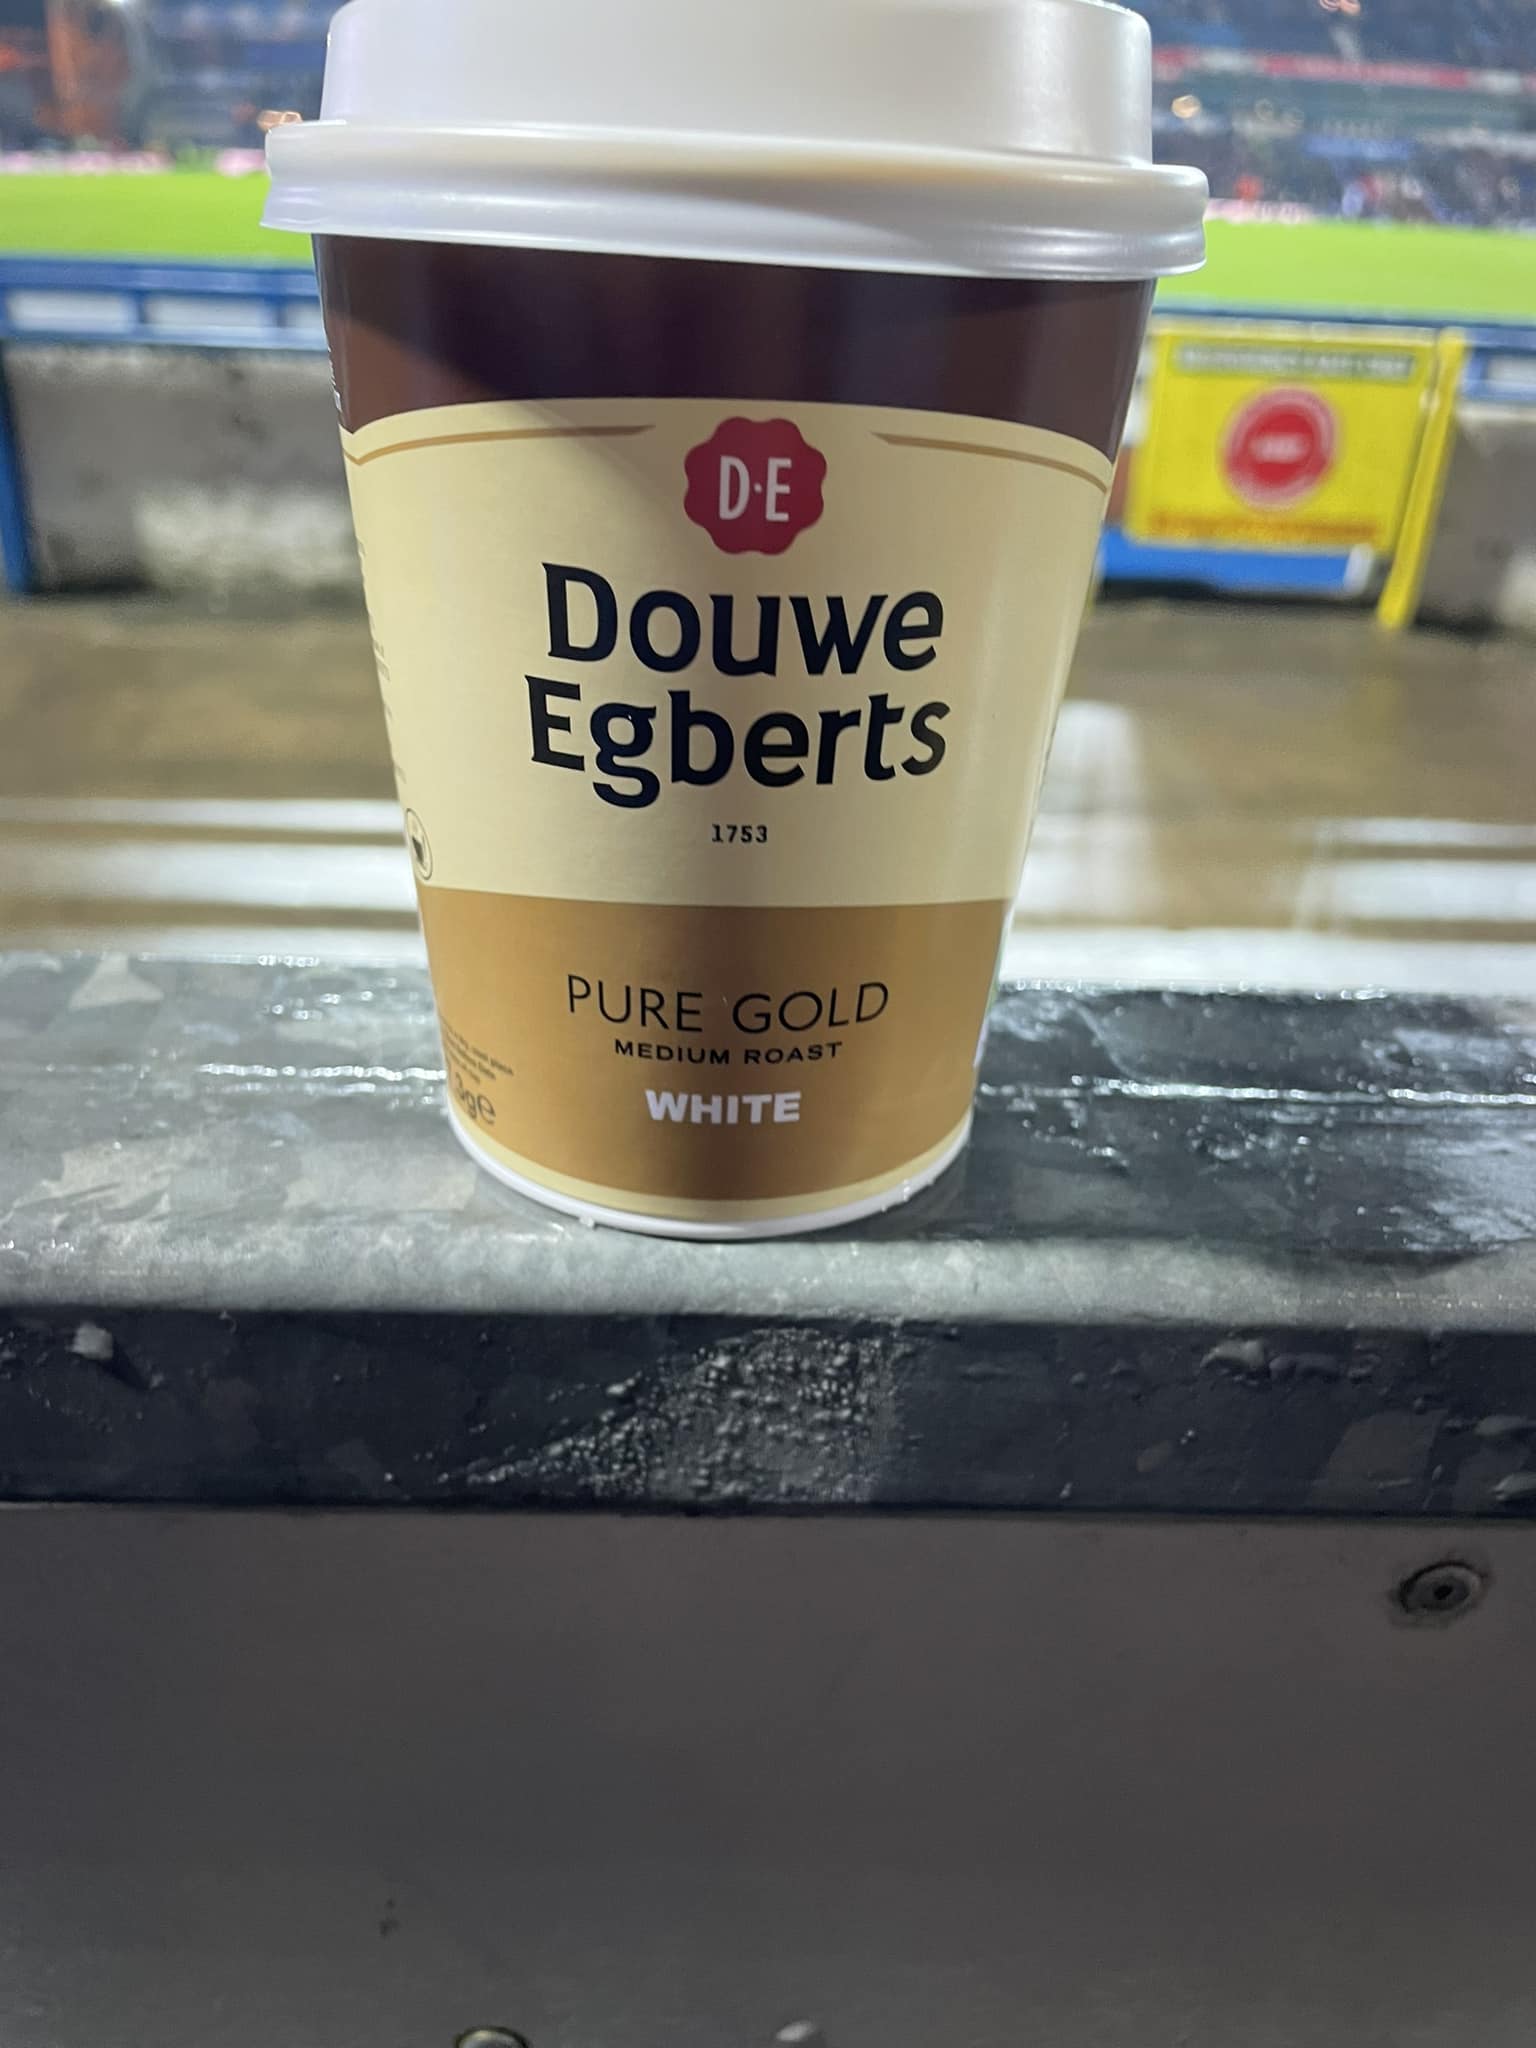 D·E
Douwe
Egberts
1753
PURE GOLD
MEDIUM ROAST
WHITE